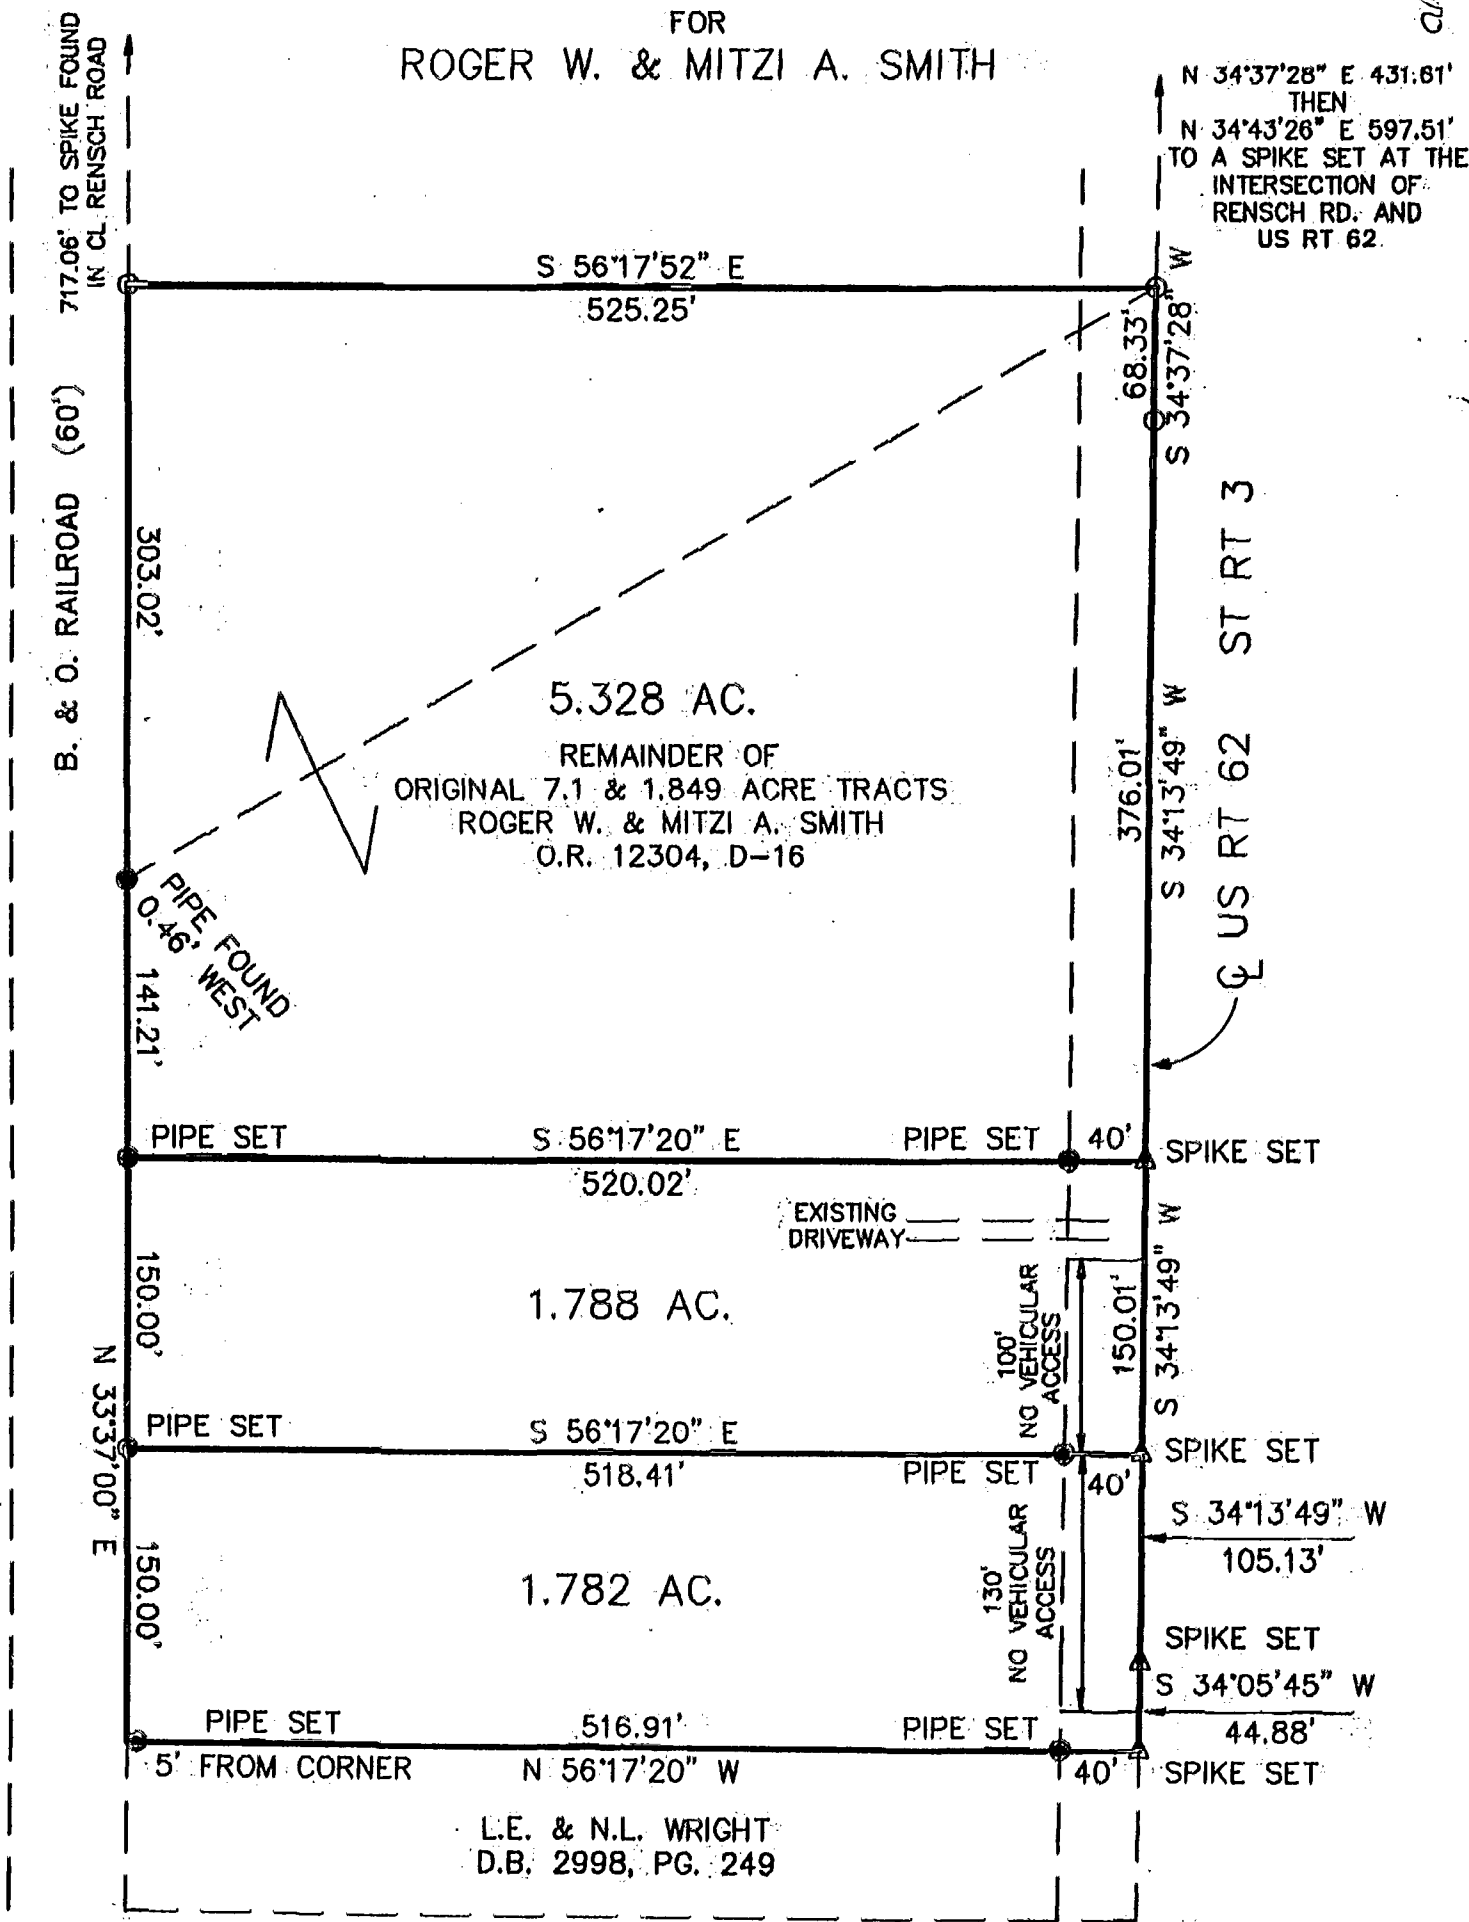 FOR
ROGER W. & MITZI A. SMITH
717.06' TO SPIKE FOUND
IN CL RENSCH ROAD
N 34°37'28" E 431.61'
THEN
N 34°43'26" E 597.51'
TO A SPIKE SET AT THE
INTERSECTION OF
RENSCH RD. AND
US RT 62
S 56°17'52" E
525.25'
68.33'
S 34°37'28" W
B. & O. RAILROAD (60')
303.02'
5.328 AC.
REMAINDER OF
ORIGINAL 7.1 & 1.849 ACRE TRACTS
ROGER W. & MITZI A. SMITH
O.R. 12304, D-16
376.01'
S 34°13'49" W
℄ US RT 62 ST RT 3
PIPE FOUND
0.46' WEST
141.21'
PIPE SET
S 56°17'20" E
PIPE SET
40'
SPIKE SET
520.02'
EXISTING
DRIVEWAY
150.00'
1.788 AC.
100'
NO VEHICULAR
ACCESS
150.01'
S 34°13'49" W
N 33°37'00" E
PIPE SET
S 56°17'20" E
SPIKE SET
518.41'
PIPE SET
40'
S 34°13'49" W
105.13'
150.00'
1.782 AC.
130'
NO VEHICULAR
ACCESS
SPIKE SET
S 34°05'45" W
44.88'
PIPE SET
516.91'
PIPE SET
5' FROM CORNER
N 56°17'20" W
40'
SPIKE SET
L.E. & N.L. WRIGHT
D.B. 2998, PG. 249